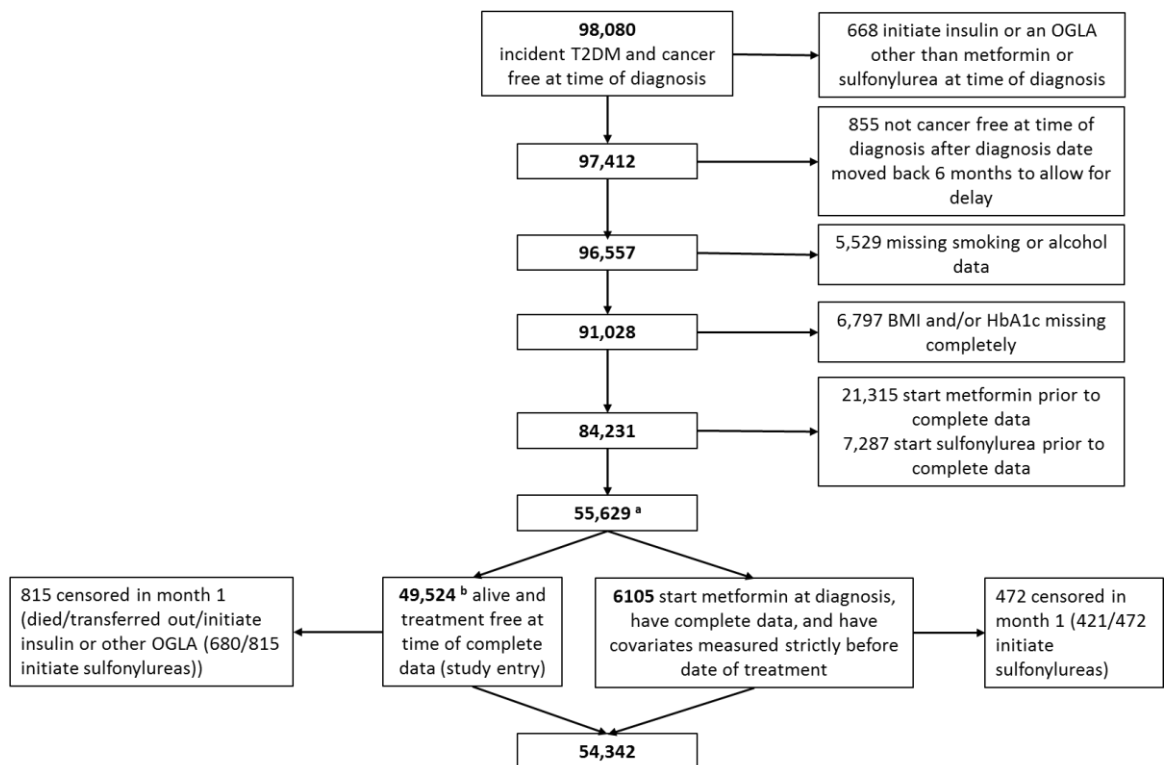 98,080
incident T2DM and cancer
free at time of diagnosis
668 initiate insulin or an OGLA
other than metformin or
sulfonylurea at time of diagnosis
97,412
855 not cancer free at time of
diagnosis after diagnosis date
moved back 6 months to allow for
delay
96,557
5,529 missing smoking or alcohol
data
91,028
6,797 BMI and/or HbA1c missing
completely
84,231
21,315 start metformin prior to
complete data
7,287 start sulfonylurea prior to
complete data
55,629 ª
815 censored in month 1
(died/transferred out/initiate
insulin or other OGLA (680/815
initiate sulfonylureas))
49,524 ᵇ alive and
treatment free at
time of complete
data (study entry)
6105 start metformin at diagnosis,
have complete data, and have
covariates measured strictly before
date of treatment
472 censored in
month 1 (421/472
initiate
sulfonylureas)
54,342